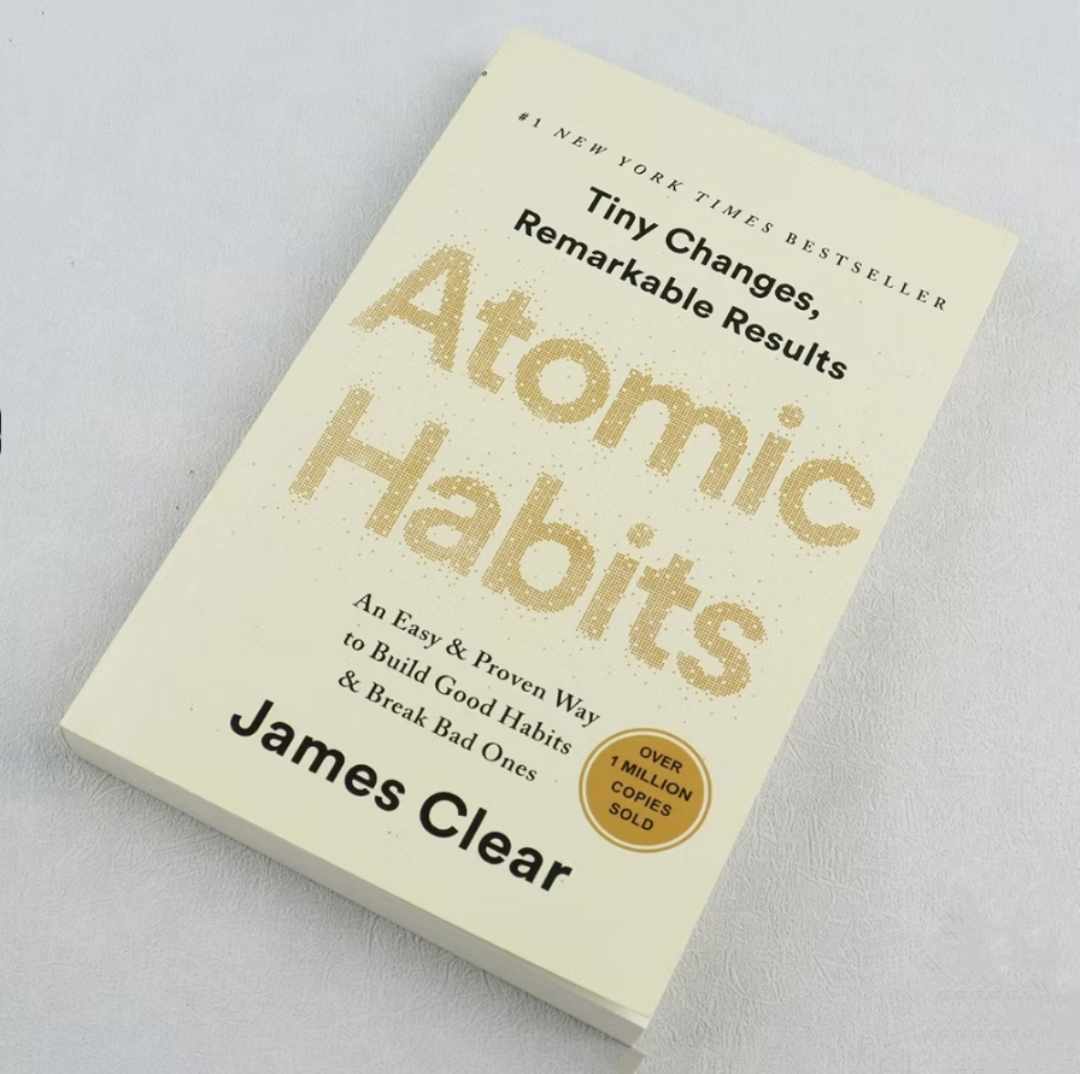 #1 NEW YORK TIMES BESTSELLER
Tiny Changes,
Remarkable Results
Atomic
Habits
An Easy & Proven Way
to Build Good Habits
& Break Bad Ones
James Clear
OVER
1 MILLION
COPIES
SOLD